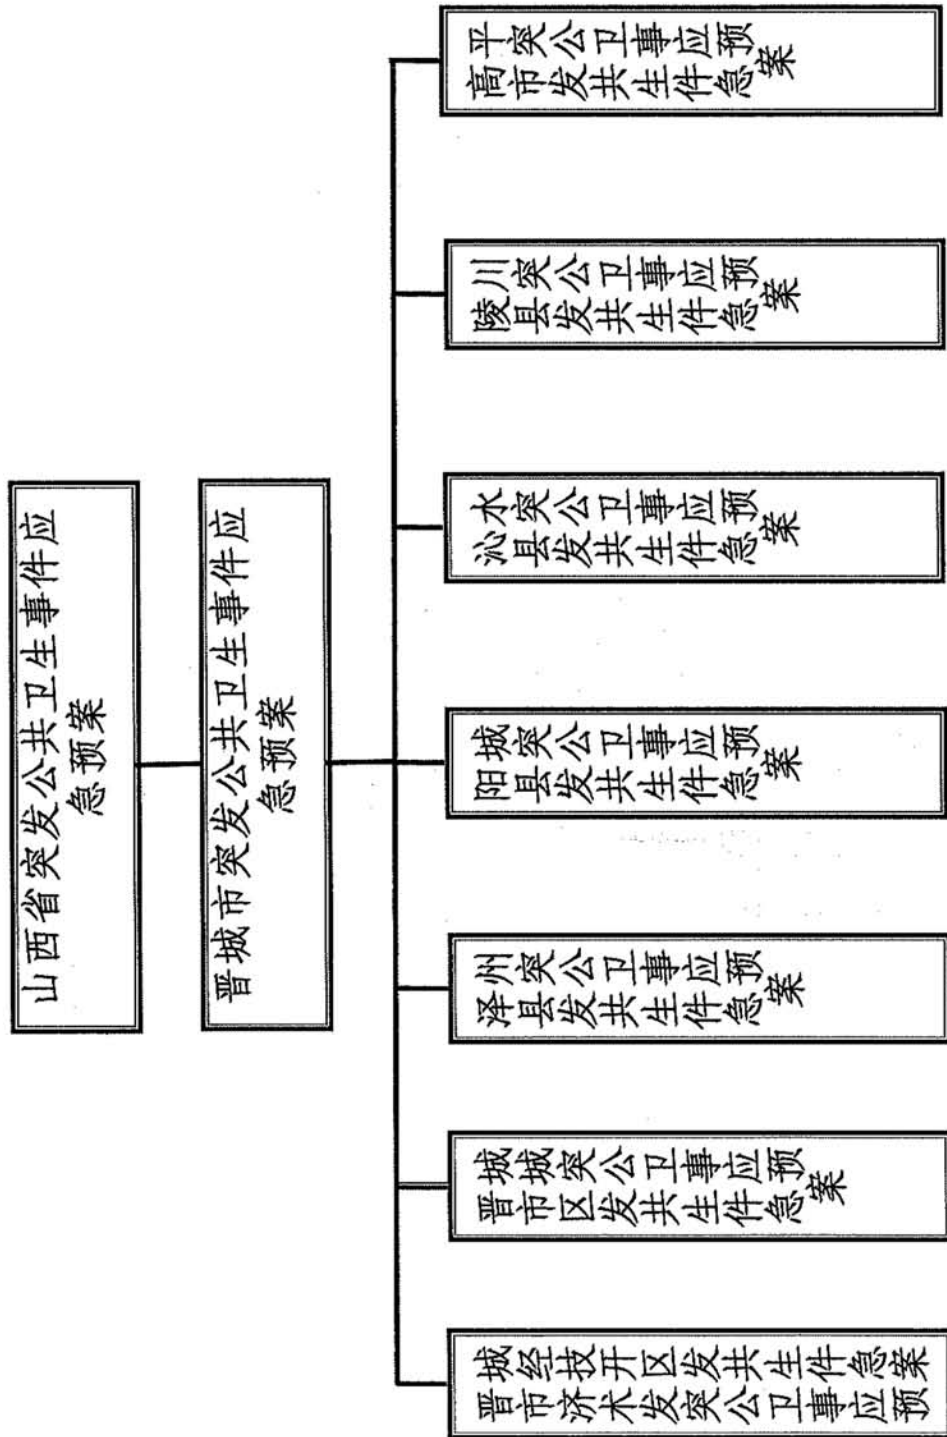 山西省突发公共卫生事件应
急预案
晋城市突发公共卫生事件应
急预案
晋城
市经
济技
术开
发区
突发
公共
卫生
事件
应急
预案
晋城
市城
区突
发公
共卫
生事
件应
急预
案
泽州
县突
发公
共卫
生事
件应
急预
案
阳城
县突
发公
共卫
生事
件应
急预
案
沁水
县突
发公
共卫
生事
件应
急预
案
陵川
县突
发公
共卫
生事
件应
急预
案
高平
市突
发公
共卫
生事
件应
急预
案